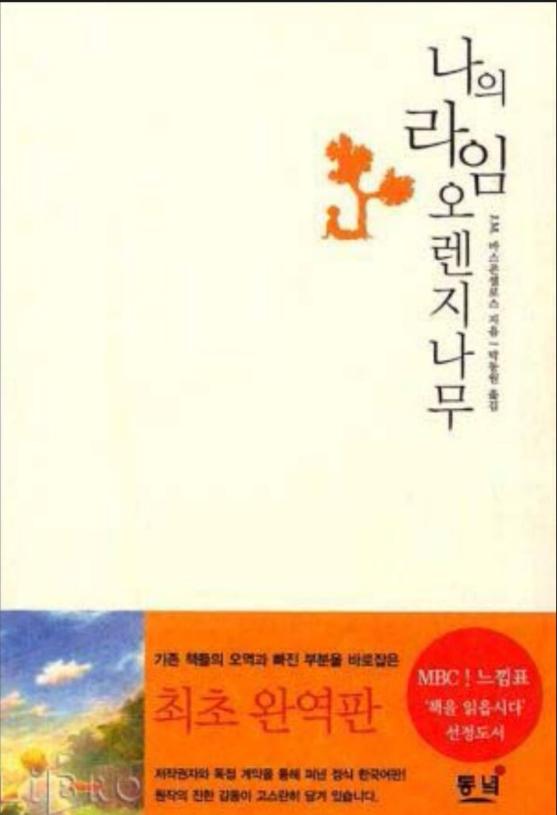 나의
라임
오렌지나무
J.M. 바스콘셀로스 지음 | 박동원 옮김
기존 책들의 오역과 빠진 부분을 바로잡은
최초 완역판
저작권자와 독점 계약을 통해 펴낸 정식 한국어판!
원작의 진한 감동이 고스란히 담겨 있습니다.
MBC ! 느낌표
'책을 읽읍시다'
선정도서
동녘
LIBRO